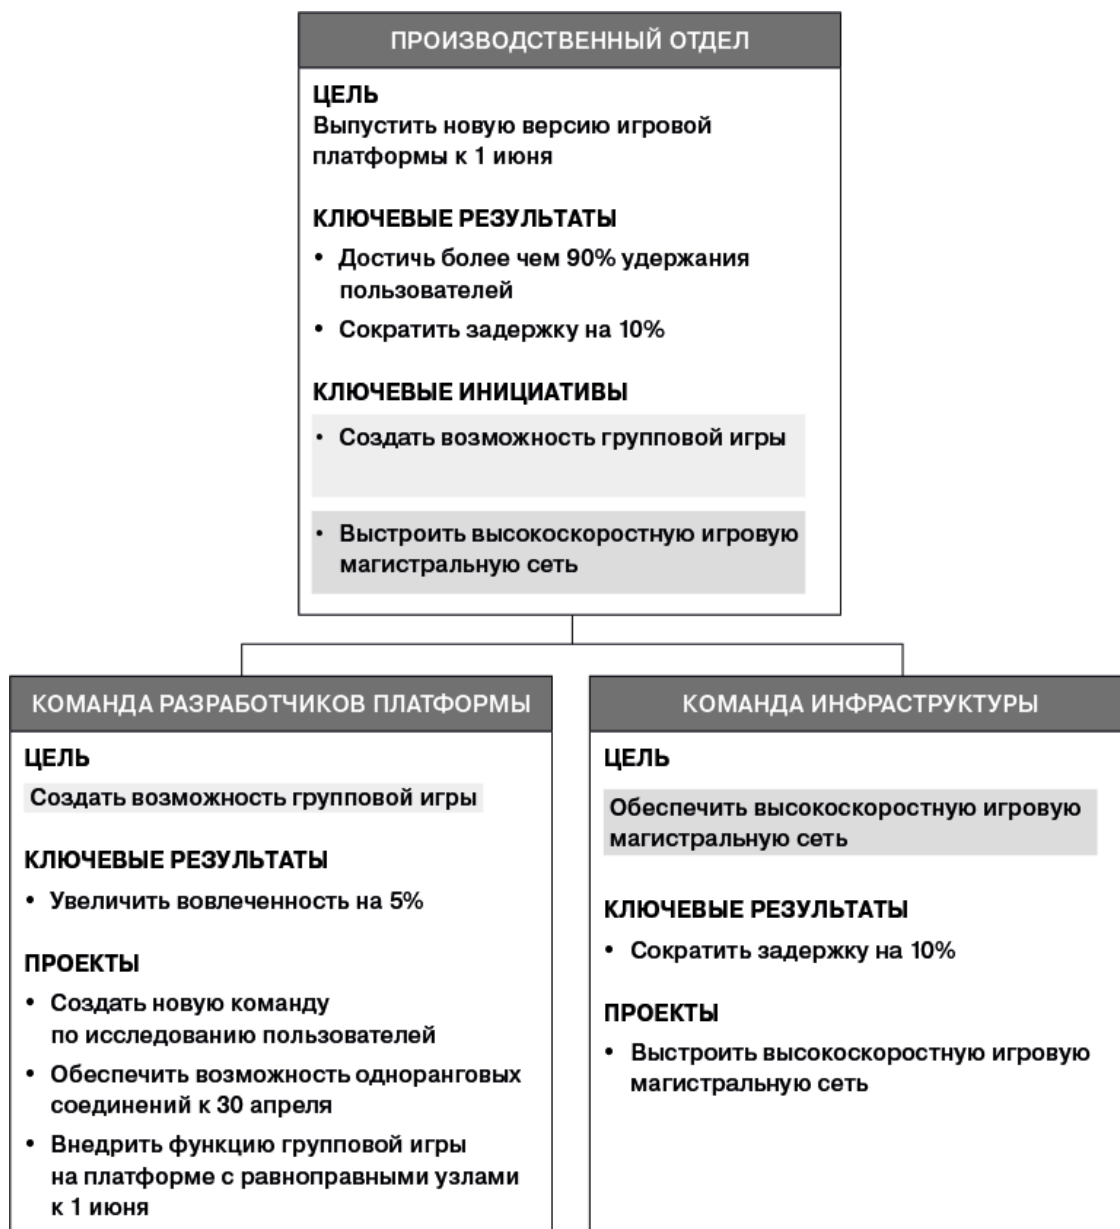 ПРОИЗВОДСТВЕННЫЙ ОТДЕЛ
ЦЕЛЬ
Выпустить новую версию игровой
платформы к 1 июня
КЛЮЧЕВЫЕ РЕЗУЛЬТАТЫ
• Достичь более чем 90% удержания
пользователей
• Сократить задержку на 10%
КЛЮЧЕВЫЕ ИНИЦИАТИВЫ
• Создать возможность групповой игры
• Выстроить высокоскоростную игровую
магистральную сеть
КОМАНДА РАЗРАБОТЧИКОВ ПЛАТФОРМЫ
ЦЕЛЬ
Создать возможность групповой игры
КЛЮЧЕВЫЕ РЕЗУЛЬТАТЫ
• Увеличить вовлеченность на 5%
ПРОЕКТЫ
• Создать новую команду
по исследованию пользователей
• Обеспечить возможность одноранговых
соединений к 30 апреля
• Внедрить функцию групповой игры
на платформе с равноправными узлами
к 1 июня
КОМАНДА ИНФРАСТРУКТУРЫ
ЦЕЛЬ
Обеспечить высокоскоростную игровую
магистральную сеть
КЛЮЧЕВЫЕ РЕЗУЛЬТАТЫ
• Сократить задержку на 10%
ПРОЕКТЫ
• Выстроить высокоскоростную игровую
магистральную сеть